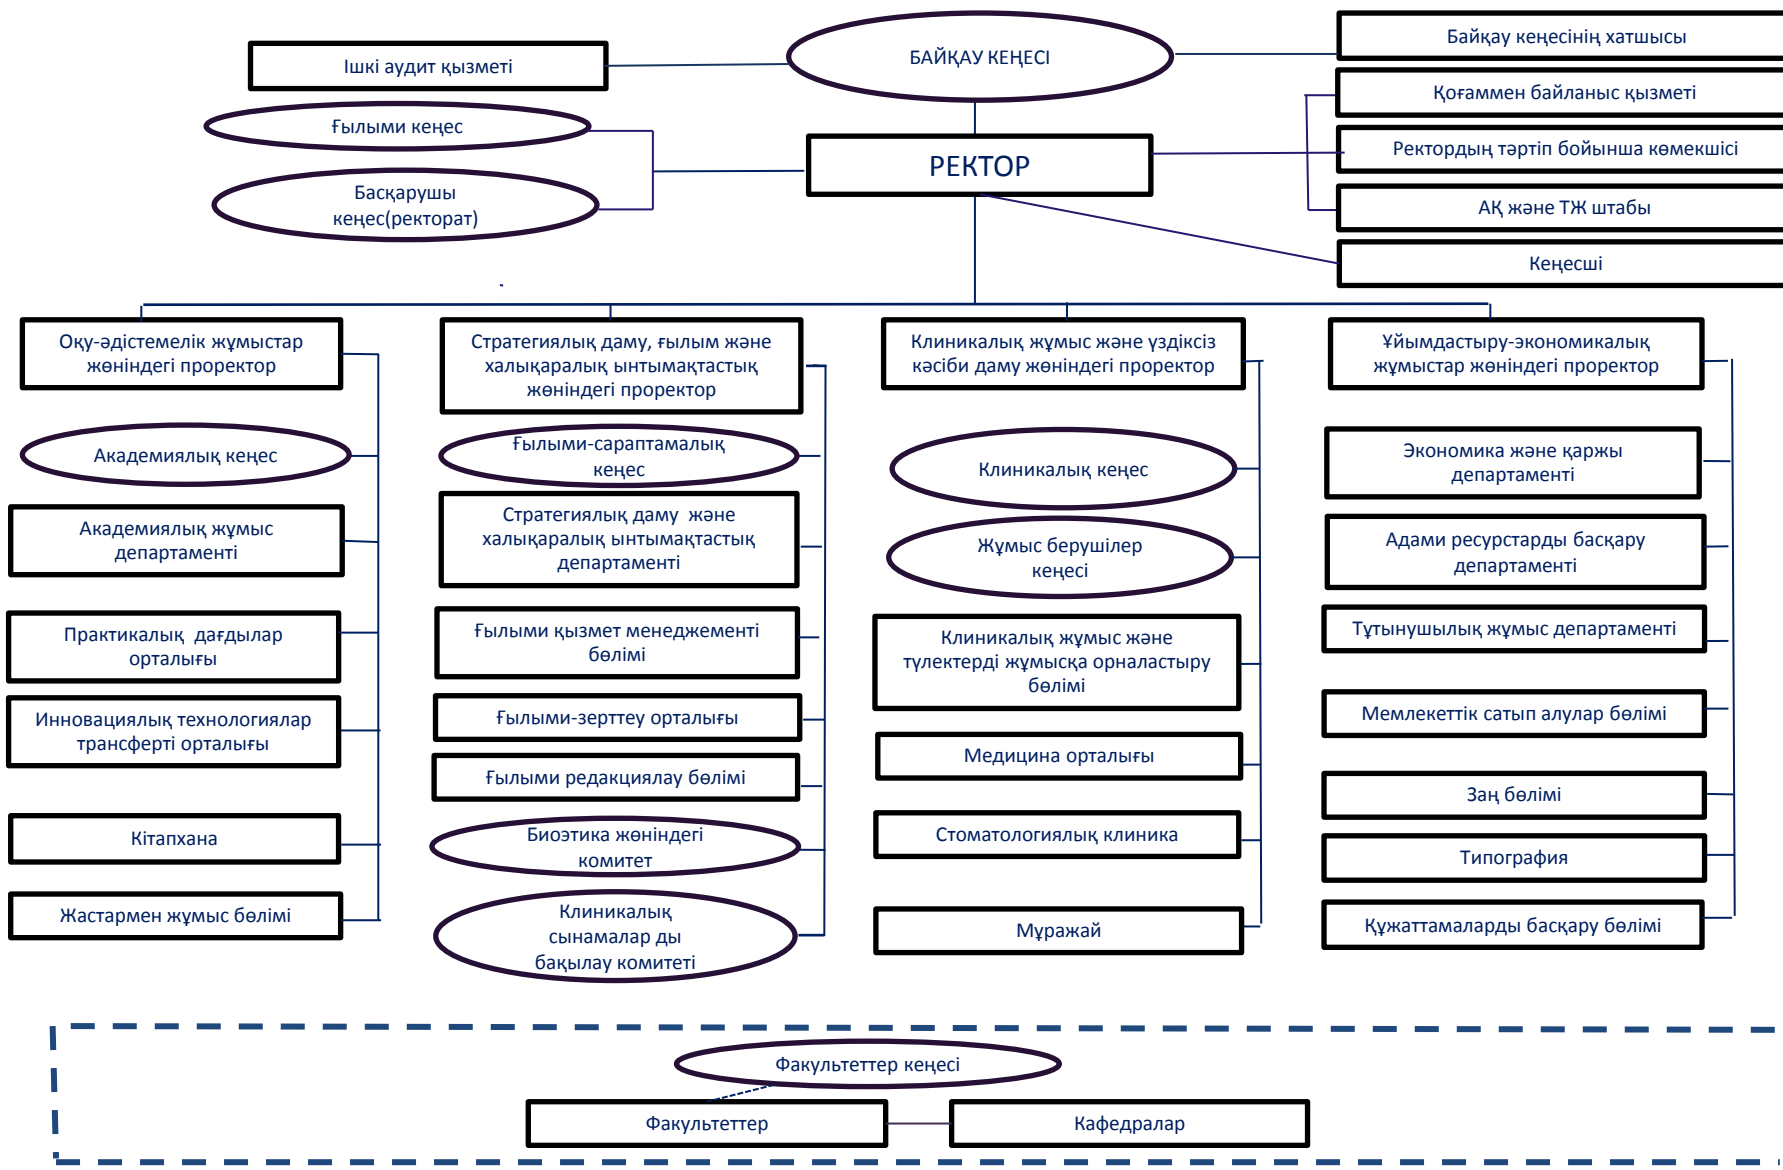 БАЙҚАУ КЕҢЕСІ
Байқау кеңесінің хатшысы
Ішкі аудит қызметі
Қоғаммен байланыс қызметі
Ғылыми кеңес
РЕКТОР
Ректордың тәртіп бойынша көмекшісі
Басқарушы
кеңес(ректорат)
АҚ және ТЖ штабы
Кеңесші
Оқу-әдістемелік жұмыстар
жөніндегі проректор
Академиялық кеңес
Академиялық жұмыс
департаменті
Практикалық дағдылар
орталығы
Инновациялық технологиялар
трансферті орталығы
Кітапхана
Жастармен жұмыс бөлімі
Стратегиялық даму, ғылым және
халықаралық ынтымақтастық
жөніндегі проректор
Ғылыми-сараптамалық
кеңес
Стратегиялық даму және
халықаралық ынтымақтастық
департаменті
Ғылыми қызмет менеджменті
бөлімі
Ғылыми-зерттеу орталығы
Ғылыми редакциялау бөлімі
Биоэтика жөніндегі
комитет
Клиникалық
сынамалар ды
бақылау комитеті
Клиникалық жұмыс және үздіксіз
кәсіби даму жөніндегі проректор
Клиникалық кеңес
Жұмыс берушілер
кеңесі
Клиникалық жұмыс және
түлектерді жұмысқа орналастыру
бөлімі
Медицина орталығы
Стоматологиялық клиника
Мұражай
Ұйымдастыру-экономикалық
жұмыстар жөніндегі проректор
Экономика және қаржы
департаменті
Адами ресурстарды басқару
департаменті
Тұтынушылық жұмыс департаменті
Мемлекеттік сатып алулар бөлімі
Заң бөлімі
Типография
Құжаттамаларды басқару бөлімі
Факультеттер кеңесі
Факультеттер
Кафедралар